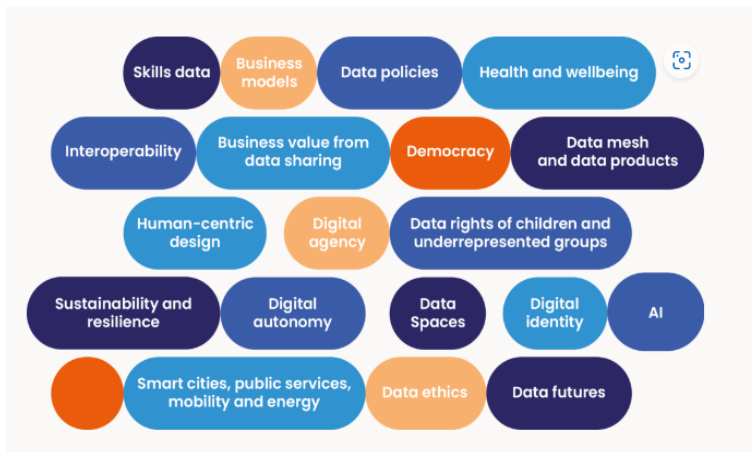 Skills data
Business
models
Data policies
Health and wellbeing
Interoperability
Business value from
data sharing
Democracy
Data mesh
and data products
Human-centric
design
Digital
agency
Data rights of children and
underrepresented groups
Sustainability and
resilience
Digital
autonomy
Data
Spaces
Digital
identity
AI
Smart cities, public services,
mobility and energy
Data ethics
Data futures